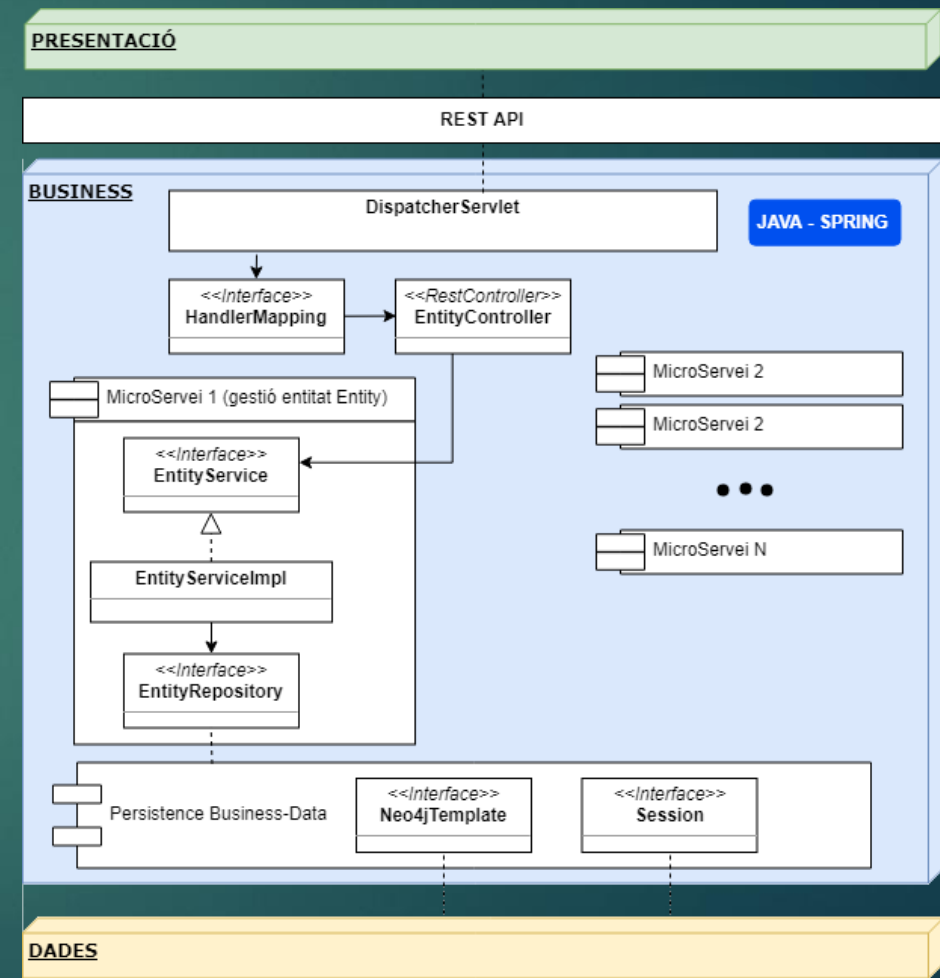 PRESENTACIÓ
REST API
BUSINESS
DispatcherServlet
JAVA - SPRING
<<Interface>>
HandlerMapping
<<RestController>>
EntityController
MicroServei 1 (gestió entitat Entity)
<<Interface>>
EntityService
EntityServiceImpl
<<Interface>>
EntityRepository
MicroServei 2
MicroServei 2
MicroServei N
Persistence Business-Data
<<Interface>>
Neo4jTemplate
<<Interface>>
Session
DADES